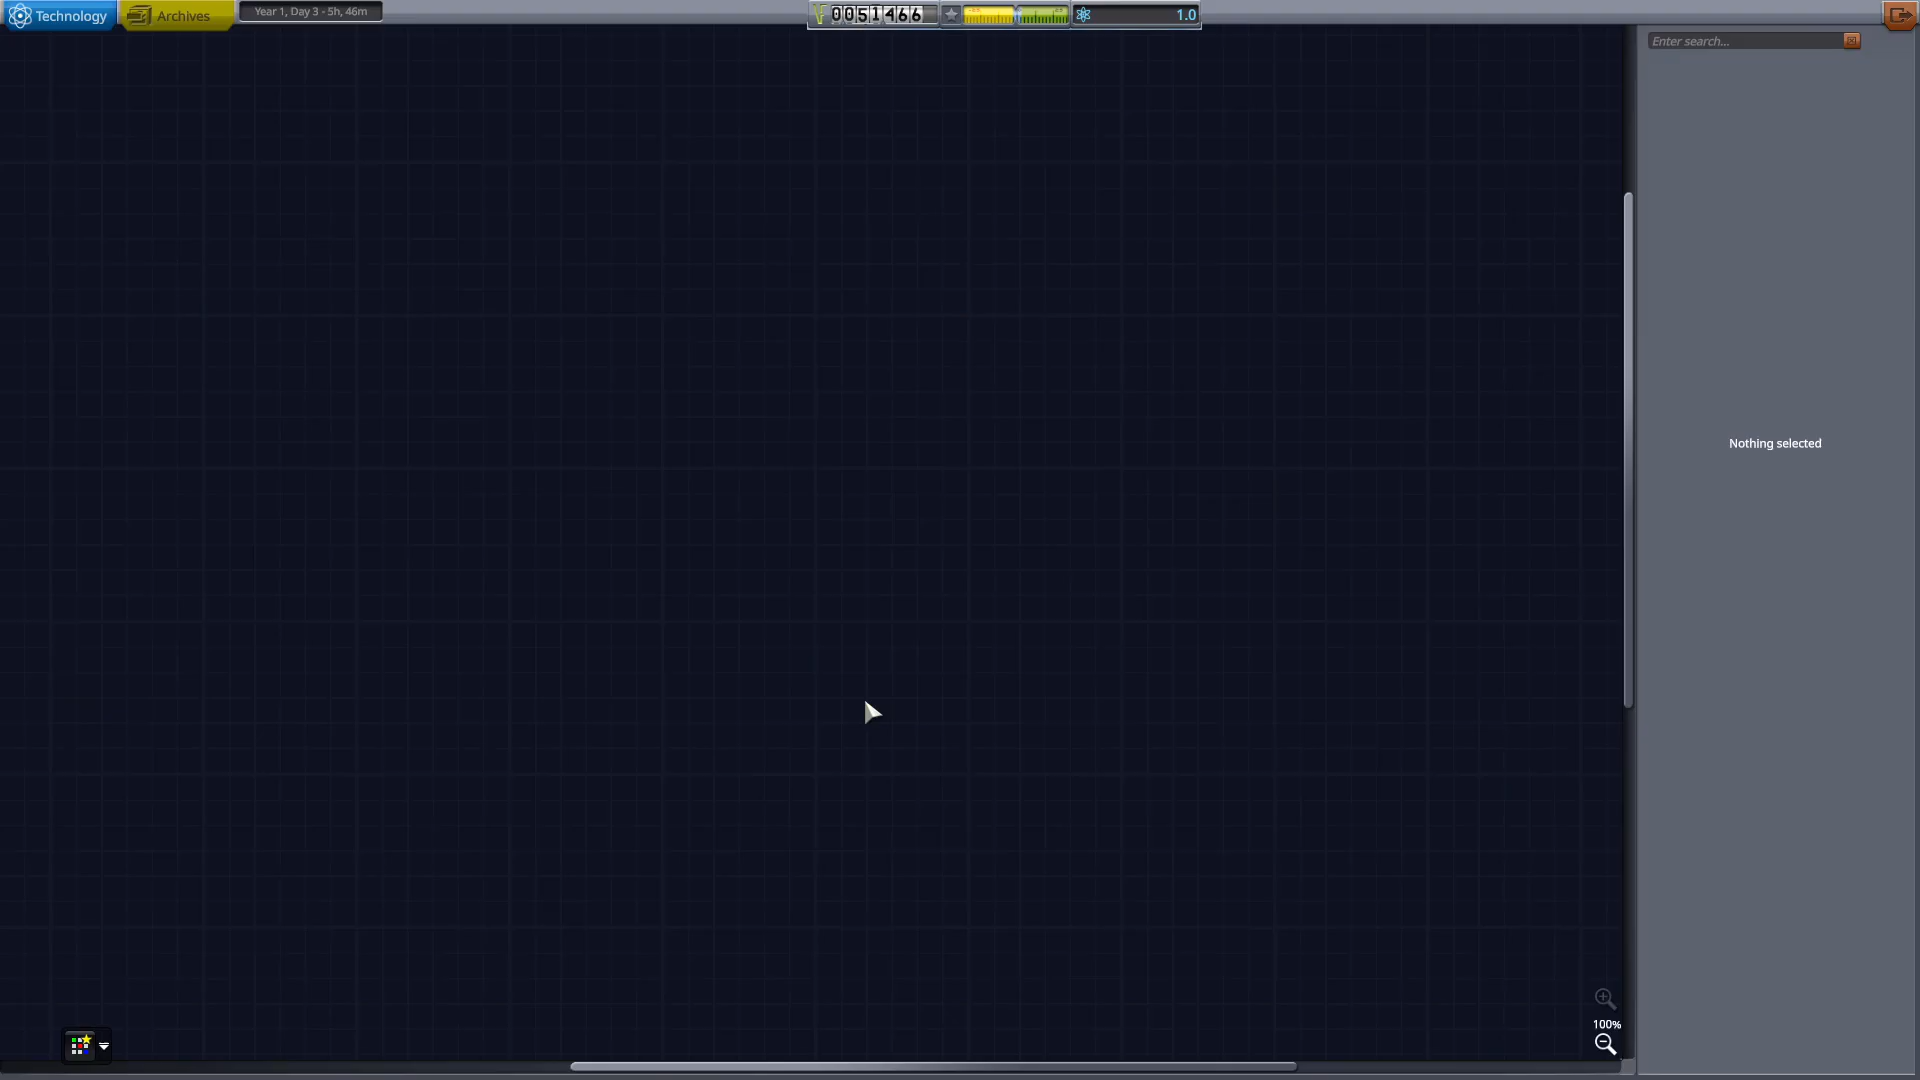 Technology
Archives
Year 1, Day 3 - 5h, 46m
0051466
1.0
Enter search...
Nothing selected
100%